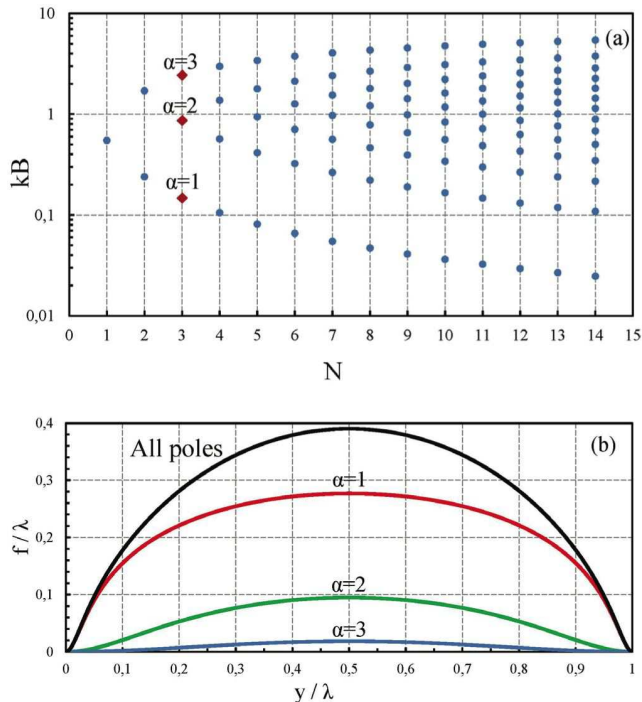 10
(a)
α=3
α=2
1
kB
α=1
0,1
0,01
0 1 2 3 4 5 6 7 8 9 10 11 12 13 14 15
N
0,4
All poles
(b)
α=1
0,3
f / λ
0,2
α=2
0,1
α=3
0
0 0,1 0,2 0,3 0,4 0,5 0,6 0,7 0,8 0,9 1
y / λ